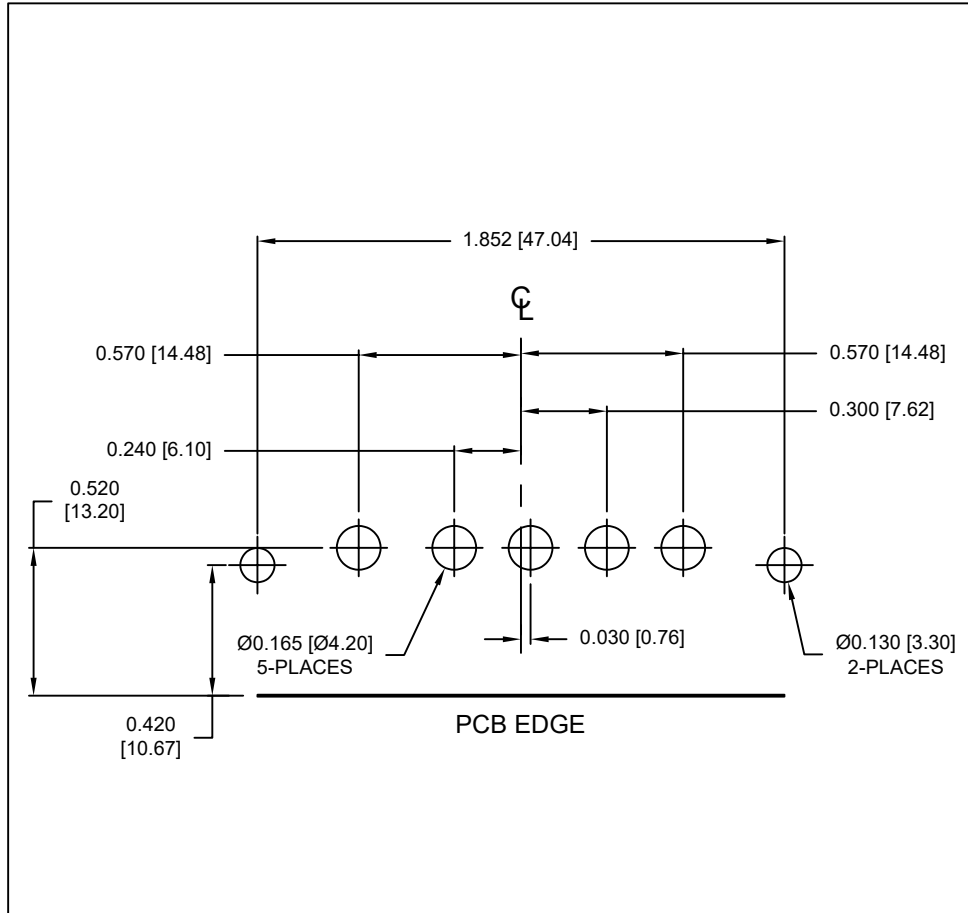 1.852 [47.04]
℄
0.570 [14.48]
0.570 [14.48]
0.300 [7.62]
0.240 [6.10]
0.520
[13.20]
Ø0.165 [Ø4.20]
5-PLACES
0.030 [0.76]
Ø0.130 [3.30]
2-PLACES
0.420
[10.67]
PCB EDGE